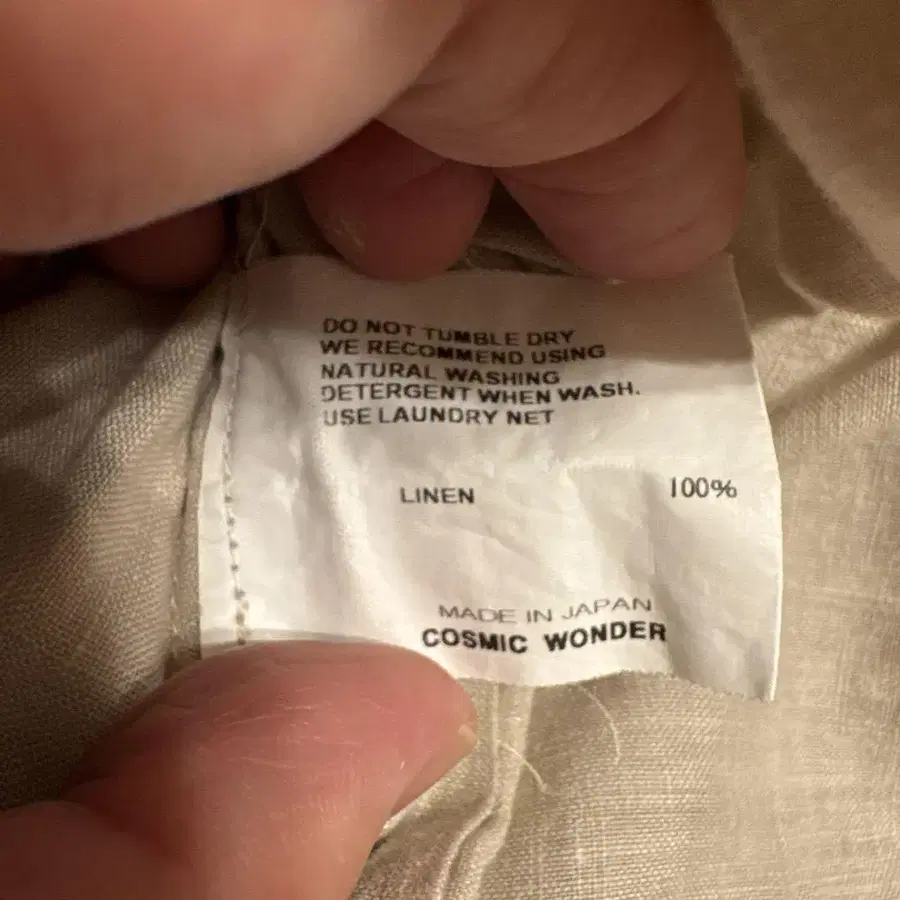 DO NOT TUMBLE DRY
WE RECOMMEND USING
NATURAL WASHING
DETERGENT WHEN WASH.
USE LAUNDRY NET
LINEN 100%
MADE IN JAPAN
COSMIC WONDER